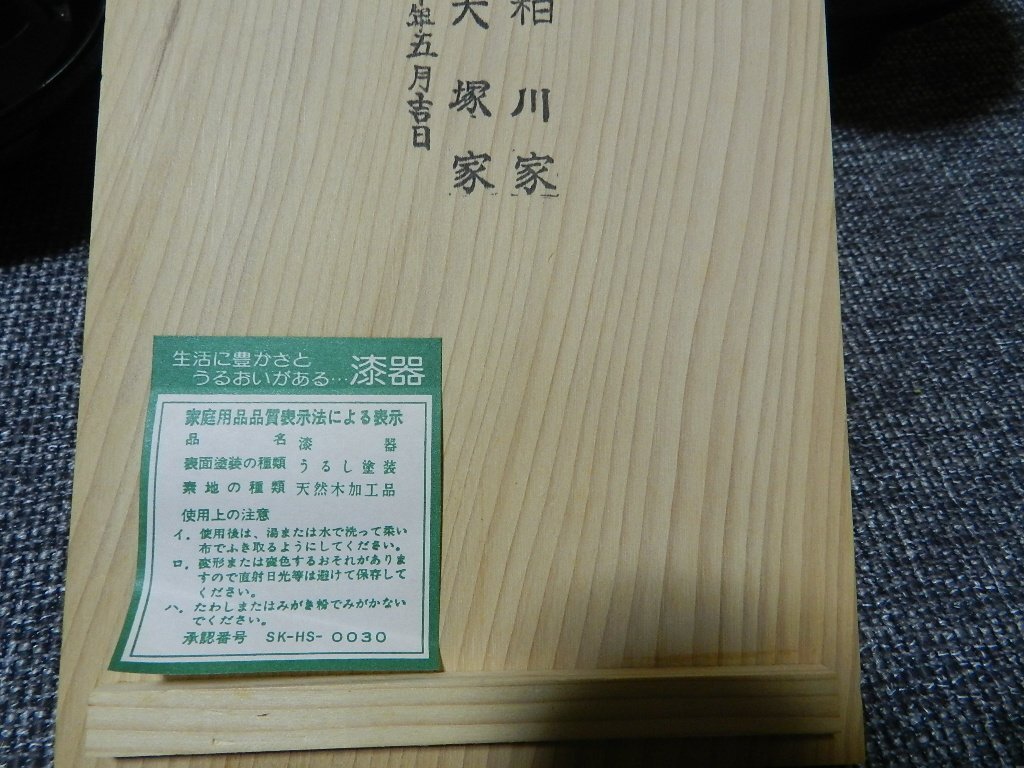 柏川家
大塚家
年五月吉日
生活に豊かさと
うるおいがある…漆器
家庭用品品質表示法による表示
品名 漆器
表面塗装の種類 うるし塗装
素地の種類 天然木加工品
使用上の注意
イ．使用後は、湯または水で洗って柔い
布でふき取るようにしてください。
ロ．変形または変色するおそれがありま
すので直射日光等は避けて保存して
ください。
ハ．たわしまたはみがき粉でみがかない
でください。
承認番号 SK-HS-0030